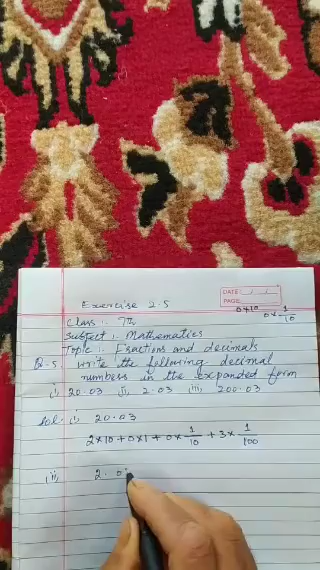 DATE: / /
PAGE:
0×10
0×1/10
Exercise 2.5
Class :- 7th
Subject :- Mathematics
Topic :- Fractions and decimals
Q.5. write the following decimal
numbers in the expanded form
(i) 20.03 (ii) 2.03 (iii) 200.03
Sol. (i) 20.03
2×10+0×1+0×1/10+3×1/100
(ii) 2.0